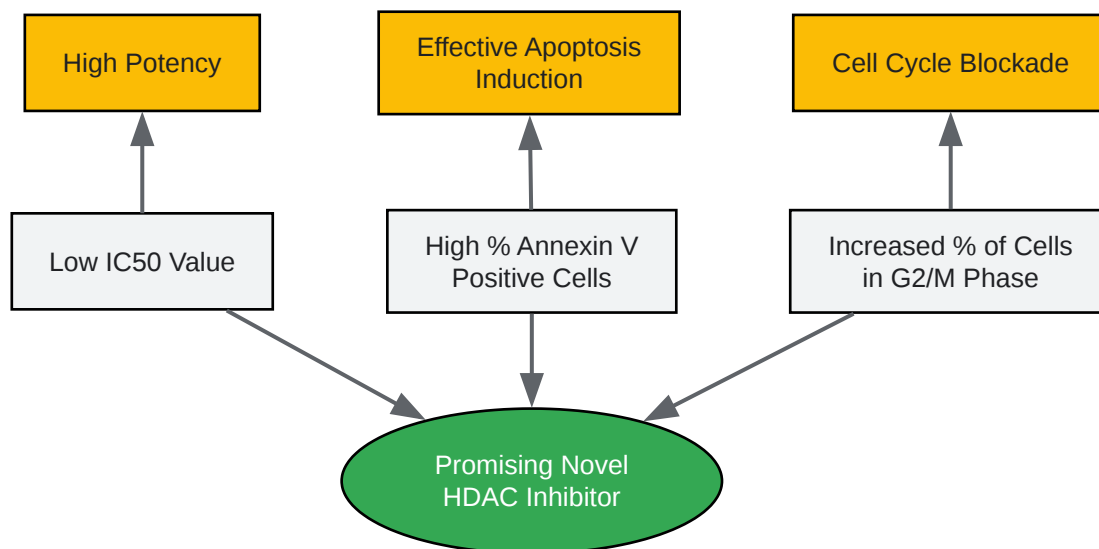 High Potency
Effective Apoptosis
Induction
Cell Cycle Blockade
Low IC50 Value
High % Annexin V
Positive Cells
Increased % of Cells
in G2/M Phase
Promising Novel
HDAC Inhibitor